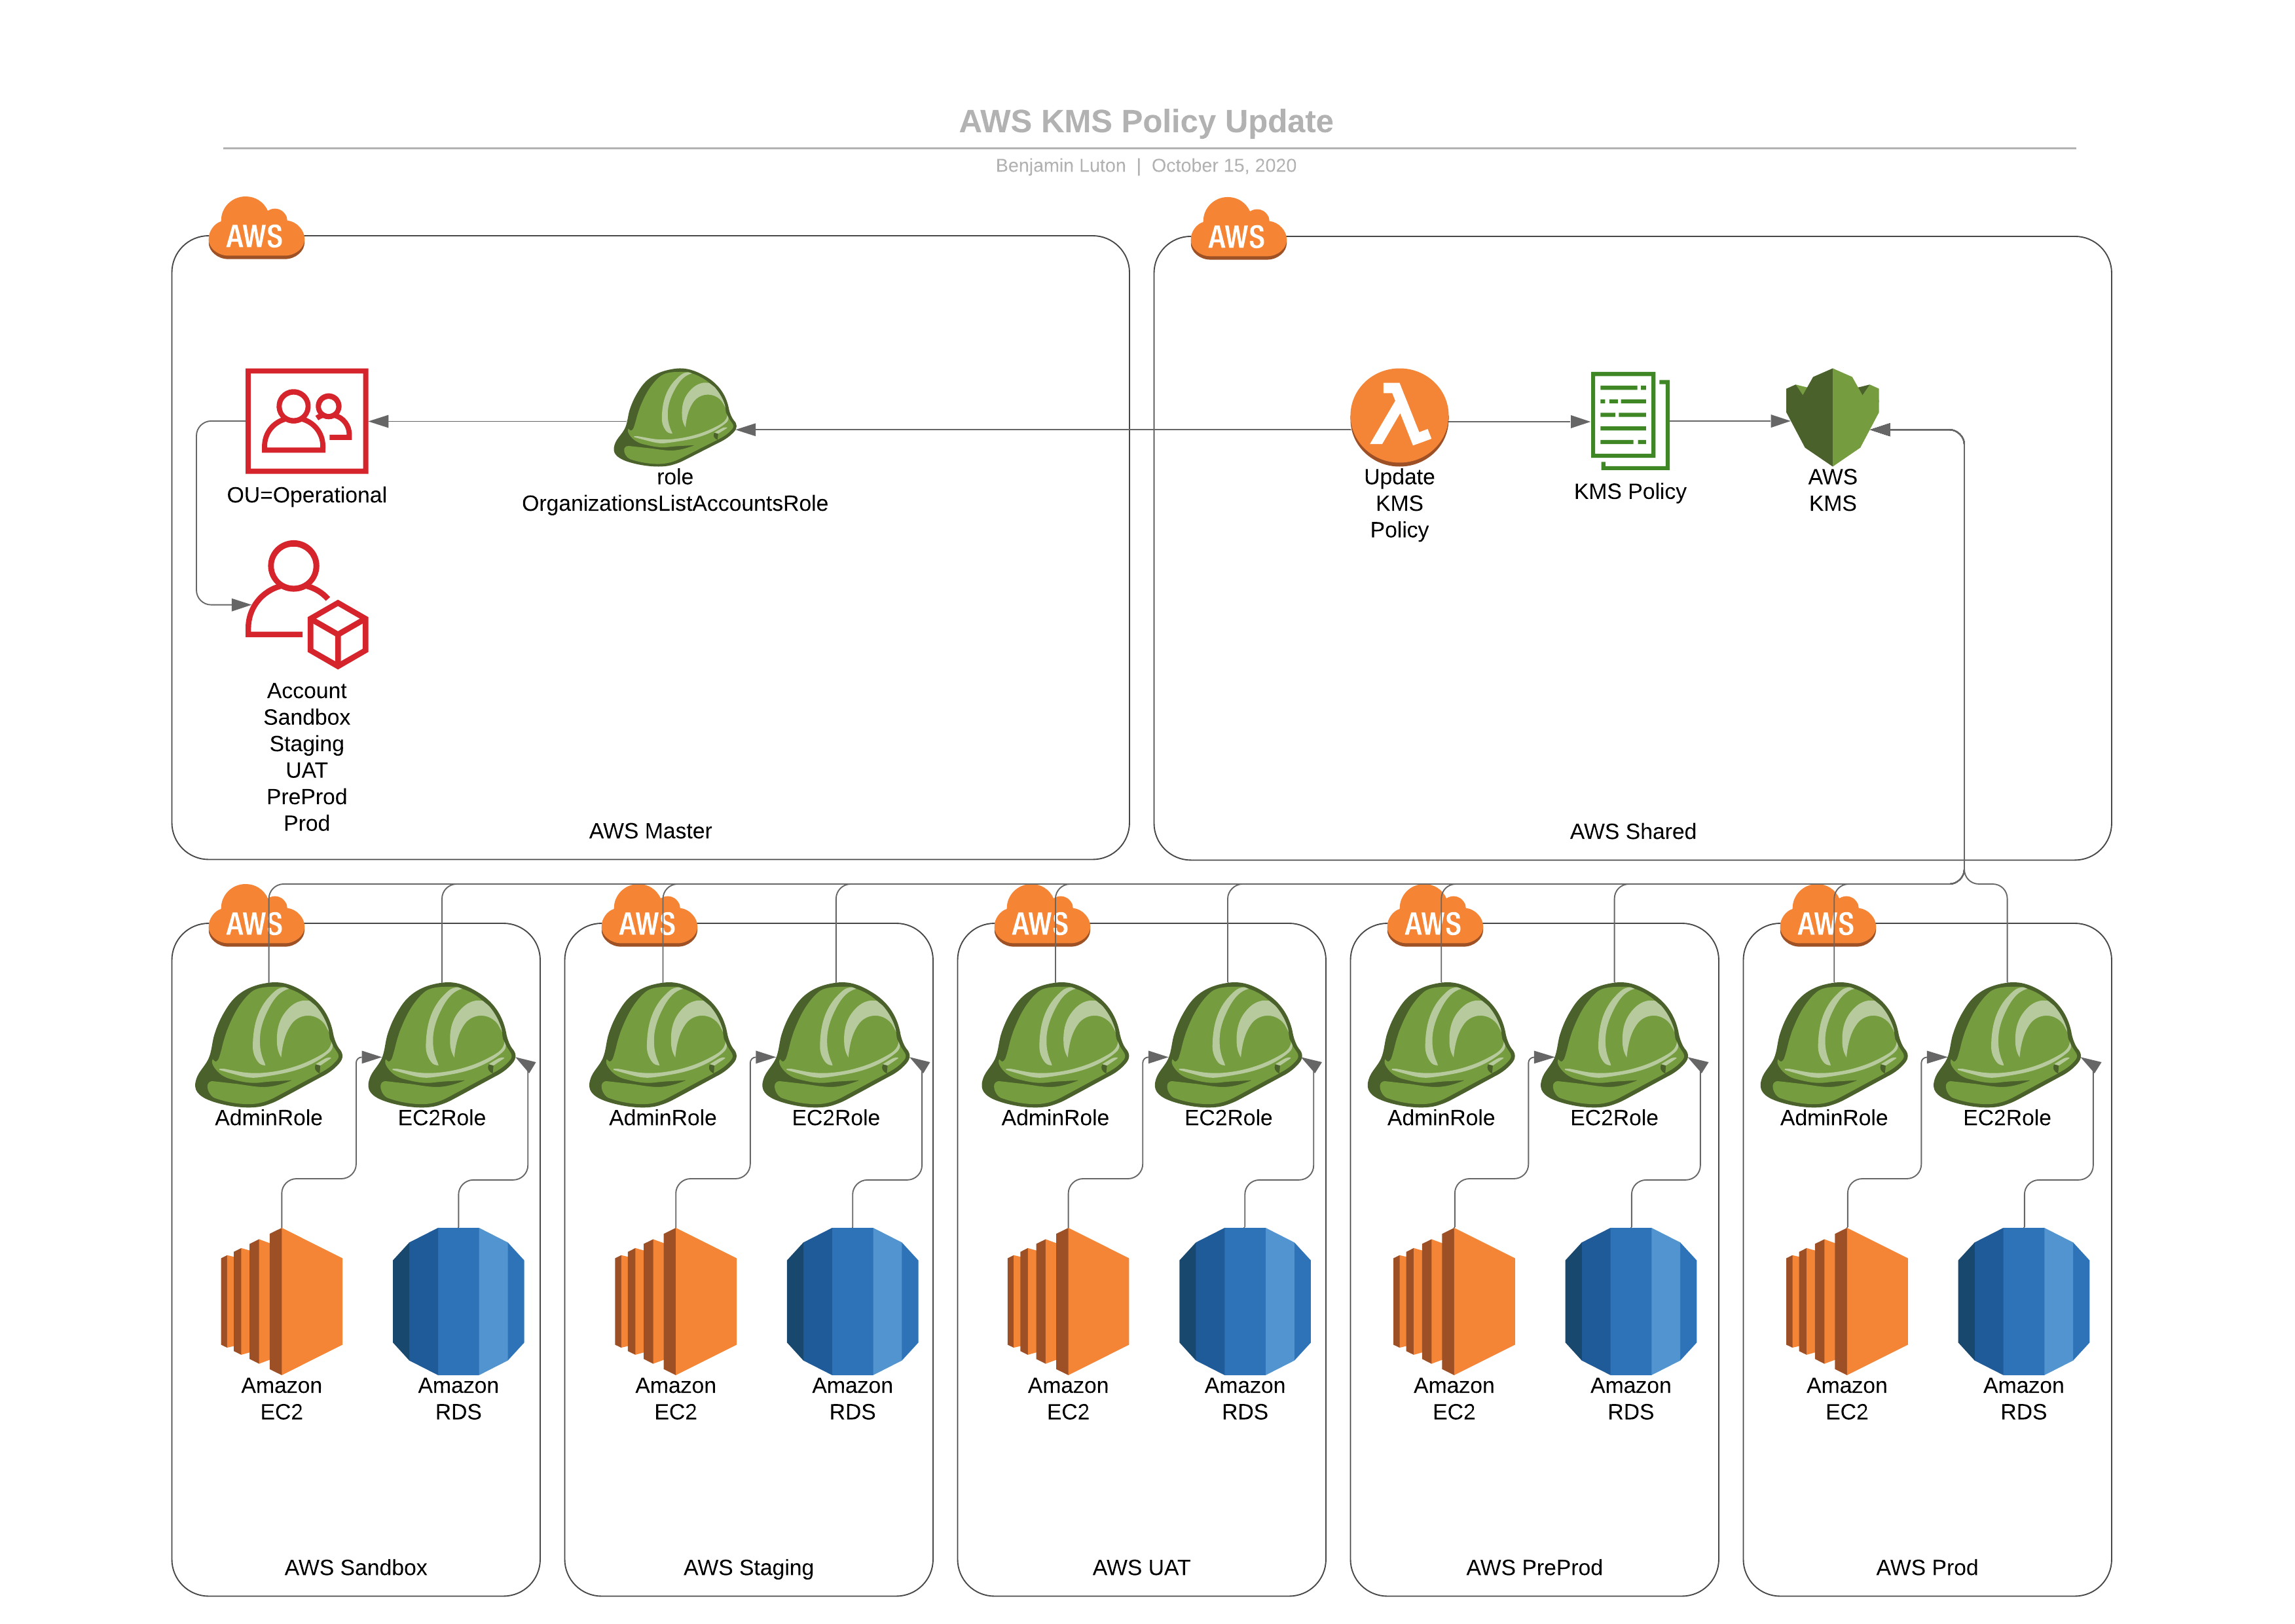 AWS KMS Policy Update
Benjamin Luton | October 15, 2020
AWS
OU=Operational
role
OrganizationsListAccountsRole
Account
Sandbox
Staging
UAT
PreProd
Prod
AWS Master
AWS
Update
KMS
Policy
KMS Policy
AWS
KMS
AWS Shared
AWS
AdminRole
EC2Role
Amazon
EC2
Amazon
RDS
AWS Sandbox
AWS
AdminRole
EC2Role
Amazon
EC2
Amazon
RDS
AWS Staging
AWS
AdminRole
EC2Role
Amazon
EC2
Amazon
RDS
AWS UAT
AWS
AdminRole
EC2Role
Amazon
EC2
Amazon
RDS
AWS PreProd
AWS
AdminRole
EC2Role
Amazon
EC2
Amazon
RDS
AWS Prod